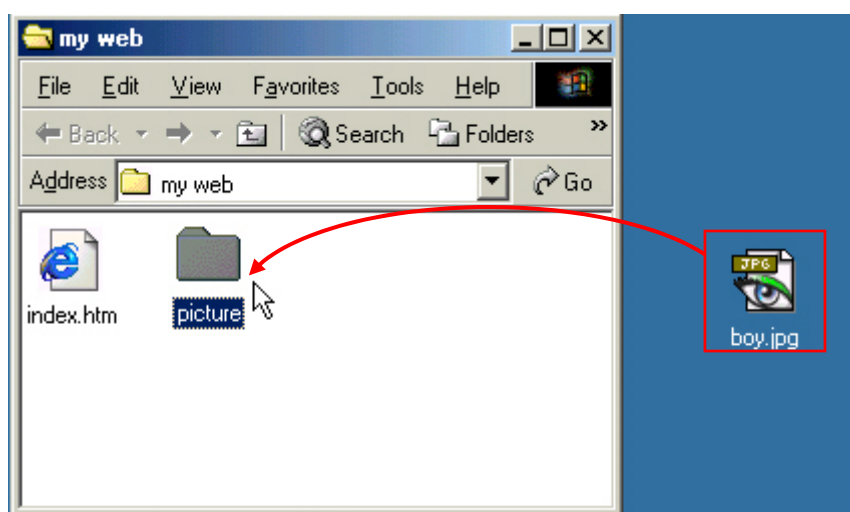 my web
File Edit View Favorites Tools Help
Back Search Folders »
Address my web Go
index.htm picture
JPG
boy.jpg